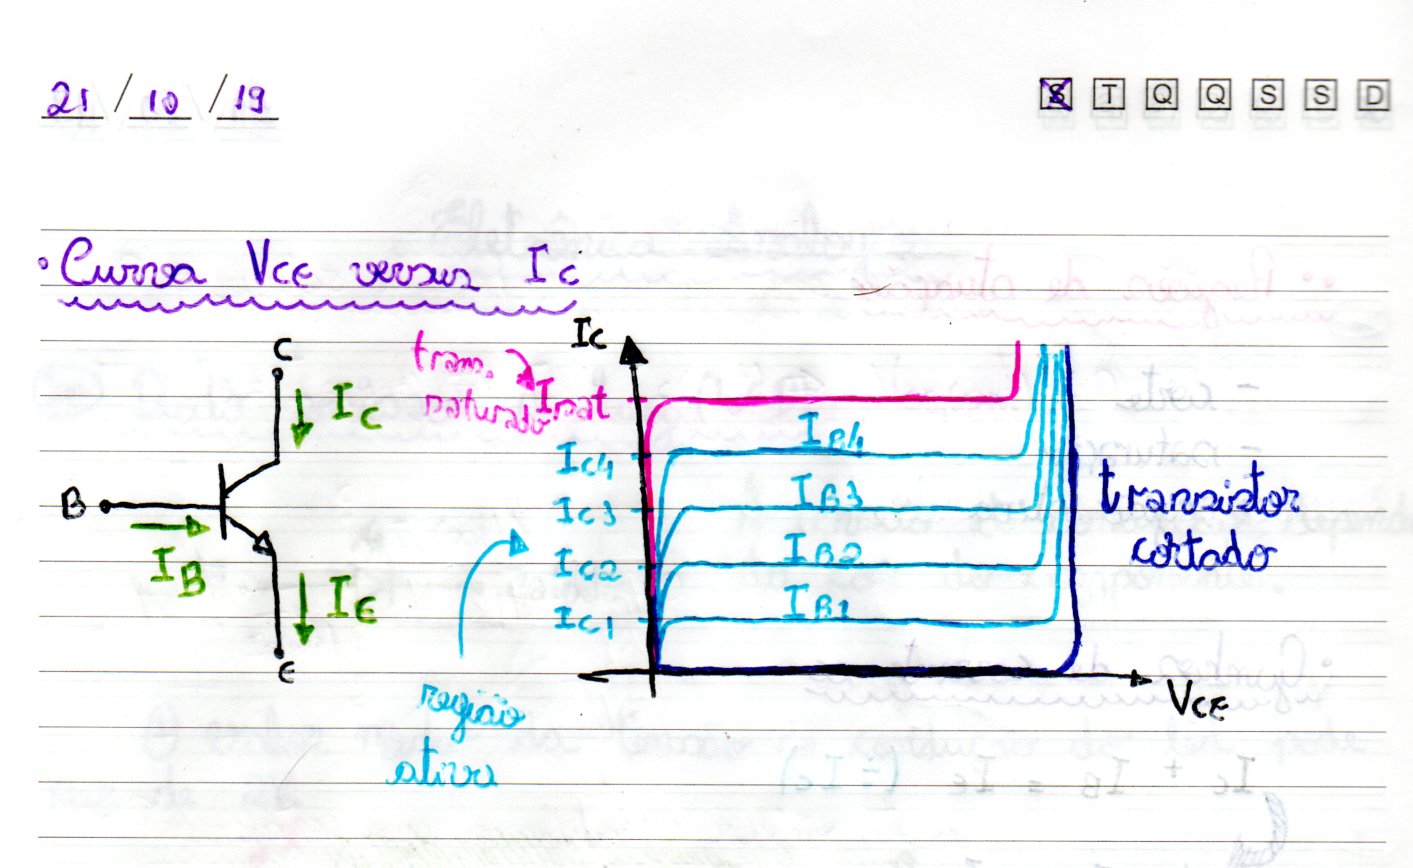 21 / 10 / 19
S T Q Q S S D
• Curva VCE versus IC
C
IC
B
IB
IE
E
tran. saturado
IC
Isat
IC4
IC3
IC2
IC1
IB4
IB3
IB2
IB1
transistor
cortado
VCE
região
ativa